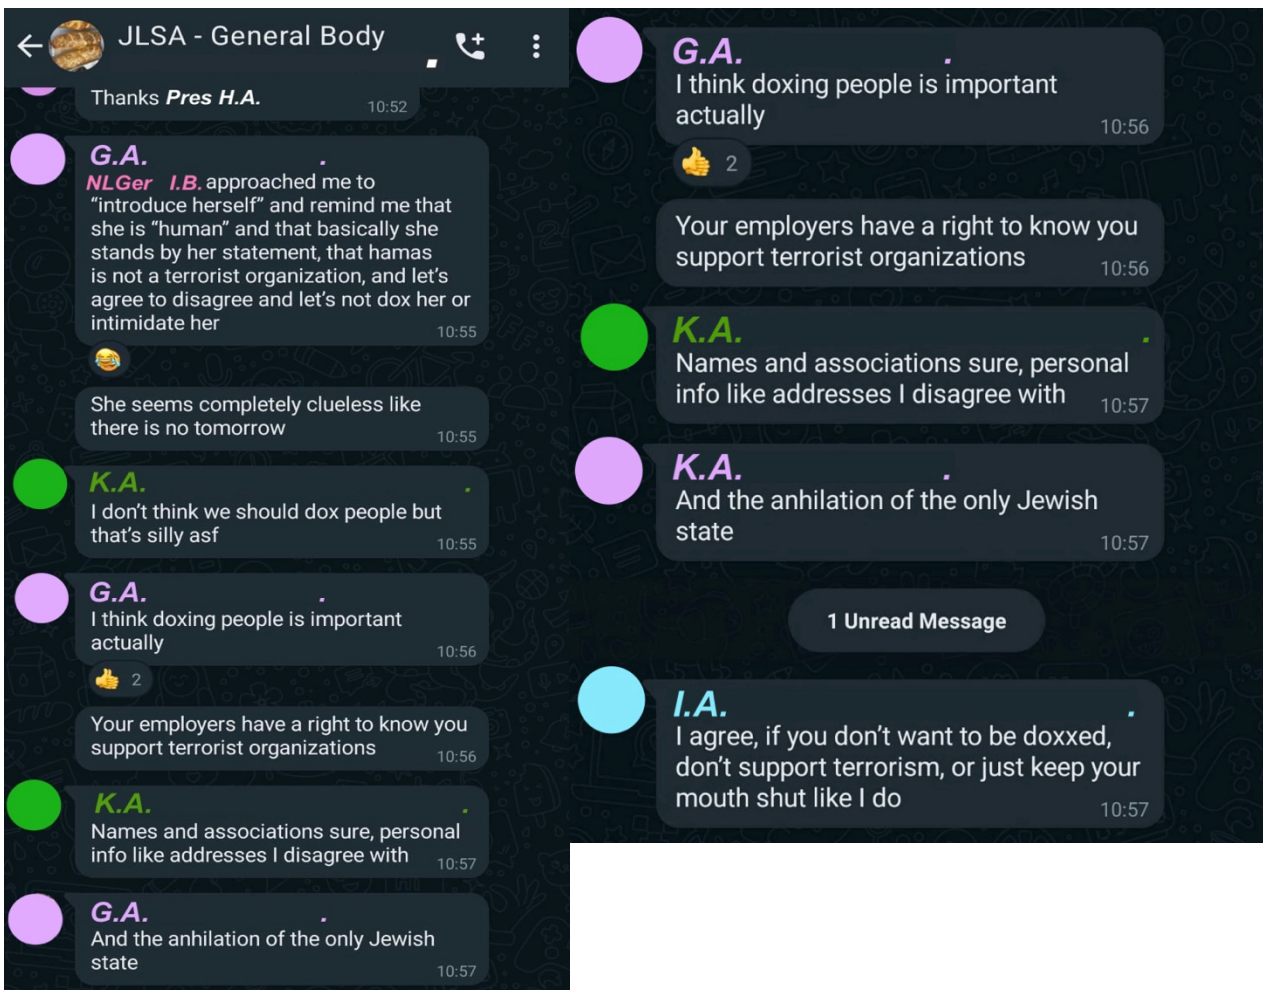 JLSA - General Body
Thanks Pres H.A.
10:52
G.A.
NLGer I.B. approached me to
“introduce herself” and remind me that
she is “human” and that basically she
stands by her statement, that hamas
is not a terrorist organization, and let’s
agree to disagree and let’s not dox her or
intimidate her
10:55
She seems completely clueless like
there is no tomorrow
10:55
K.A.
I don’t think we should dox people but
that’s silly asf
10:55
G.A.
I think doxing people is important
actually
10:56
2
Your employers have a right to know you
support terrorist organizations
10:56
K.A.
Names and associations sure, personal
info like addresses I disagree with
10:57
G.A.
And the anhilation of the only Jewish
state
10:57
G.A.
I think doxing people is important
actually
10:56
2
Your employers have a right to know you
support terrorist organizations
10:56
K.A.
Names and associations sure, personal
info like addresses I disagree with
10:57
K.A.
And the anhilation of the only Jewish
state
10:57
1 Unread Message
I.A.
I agree, if you don’t want to be doxxed,
don’t support terrorism, or just keep your
mouth shut like I do
10:57